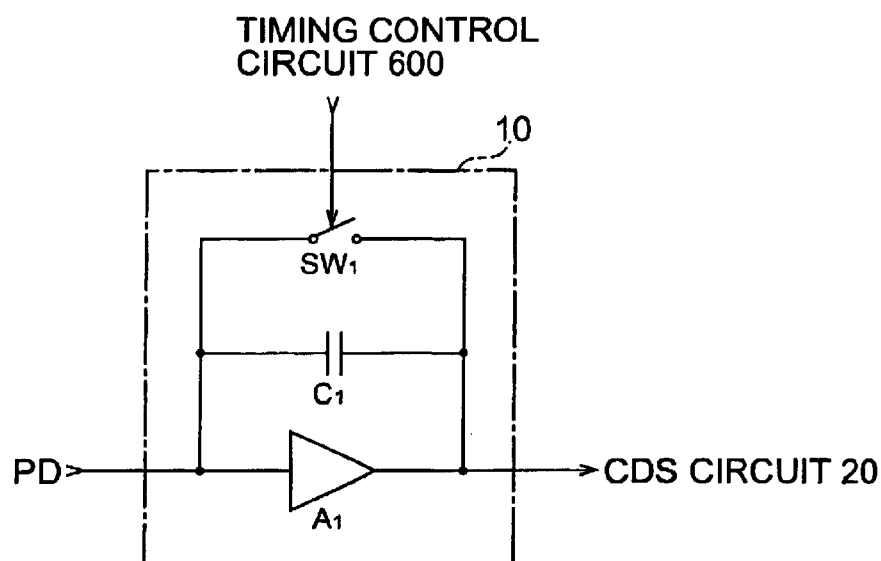 TIMING CONTROL
CIRCUIT 600
10
SW1
C1
PD
A1
CDS CIRCUIT 20